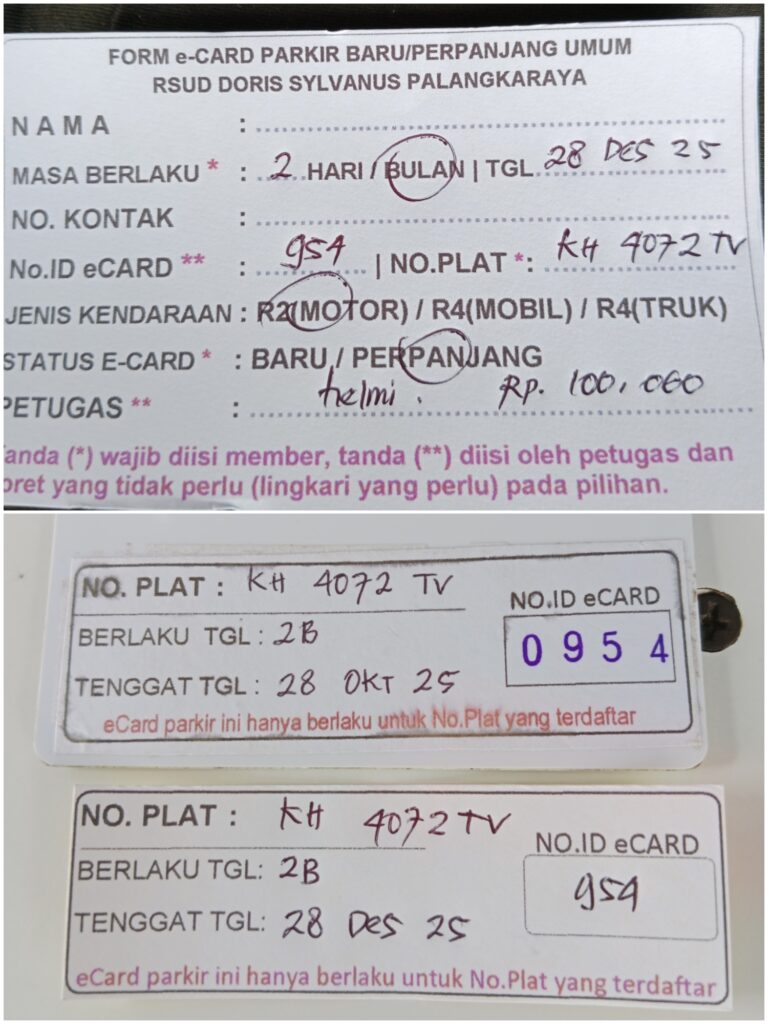 FORM e-CARD PARKIR BARU/PERPANJANG UMUM
RSUD DORIS SYLVANUS PALANGKARAYA
NAMA :
MASA BERLAKU * : 2 HARI / BULAN | TGL 28 DES 25
NO. KONTAK :
No.ID eCARD ** : 954 | NO.PLAT *: KH 4072 TV
JENIS KENDARAAN : R2(MOTOR) / R4(MOBIL) / R4(TRUK)
STATUS E-CARD * : BARU / PERPANJANG
PETUGAS ** : helmi . RP. 100.000
anda (*) wajib diisi member, tanda (**) diisi oleh petugas dan
oret yang tidak perlu (lingkari yang perlu) pada pilihan.
NO. PLAT : KH 4072 TV
NO.ID eCARD
BERLAKU TGL : 2B
0954
TENGGAT TGL : 28 OKT 25
eCard parkir ini hanya berlaku untuk No.Plat yang terdaftar
NO. PLAT : KH 4072 TV
NO.ID eCARD
BERLAKU TGL: 2B
954
TENGGAT TGL: 28 DES 25
eCard parkir ini hanya berlaku untuk No.Plat yang terdaftar